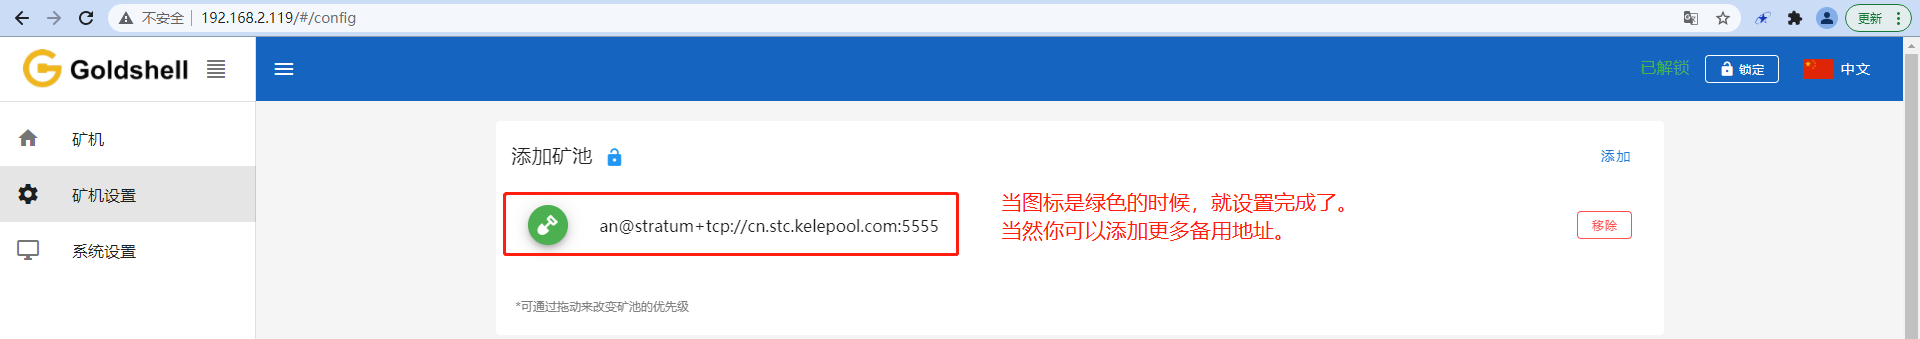 不安全 | 192.168.2.119/#/config
更新
Goldshell
已解锁
锁定
中文
矿机
矿机设置
系统设置
添加矿池
添加
an@stratum+tcp://cn.stc.kelepool.com:5555
当图标是绿色的时候，就设置完成了。
当然你可以添加更多备用地址。
移除
*可通过拖动来改变矿池的优先级